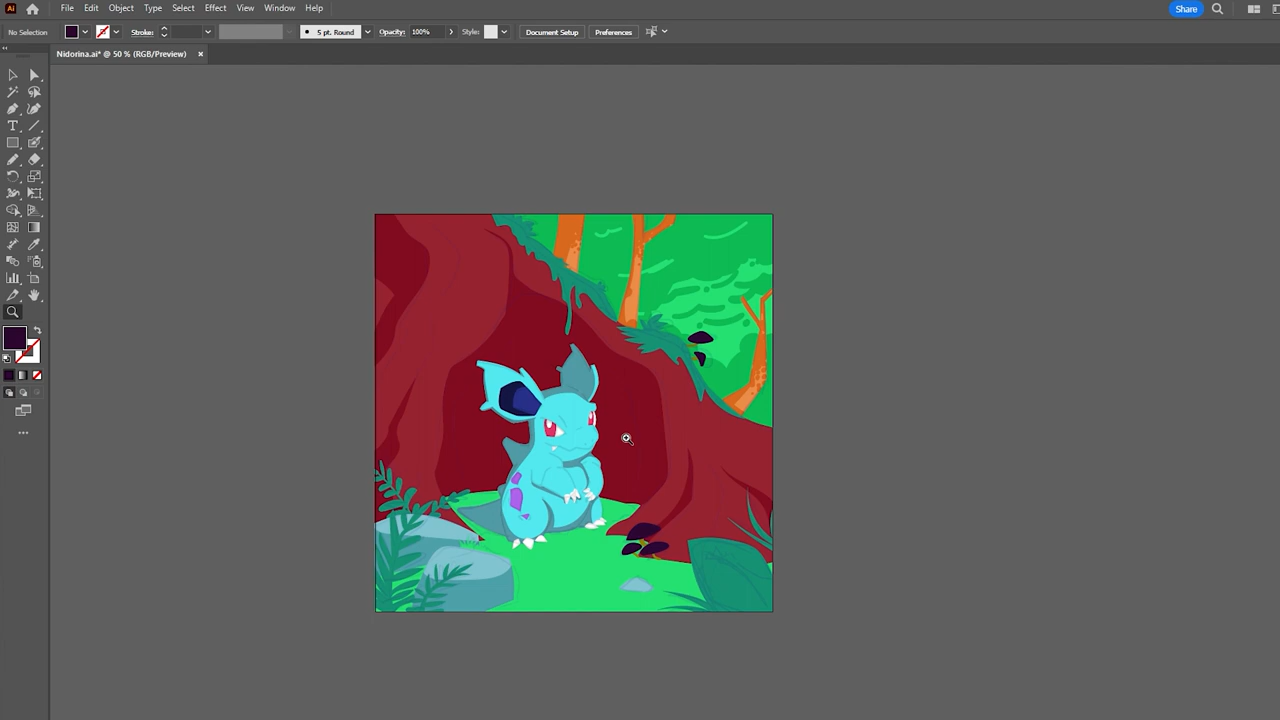 Ai File Edit Object Type Select Effect View Window Help Share
No Selection Stroke: 5 pt. Round Opacity: 100% Style: Document Setup Preferences
Nidorina.ai* @ 50 % (RGB/Preview) ×
T